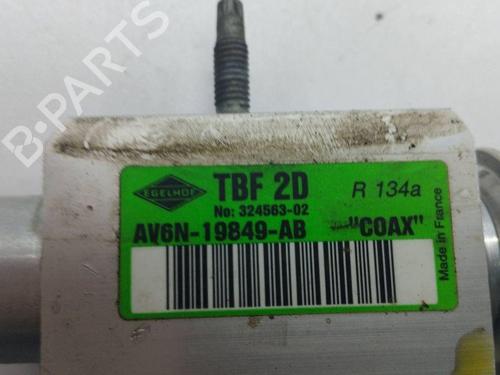 B-PARTS
EGELHOF
TBF 2D
R 134a
No: 324563-02
AV6N-19849-AB
"COAX"
Made in France